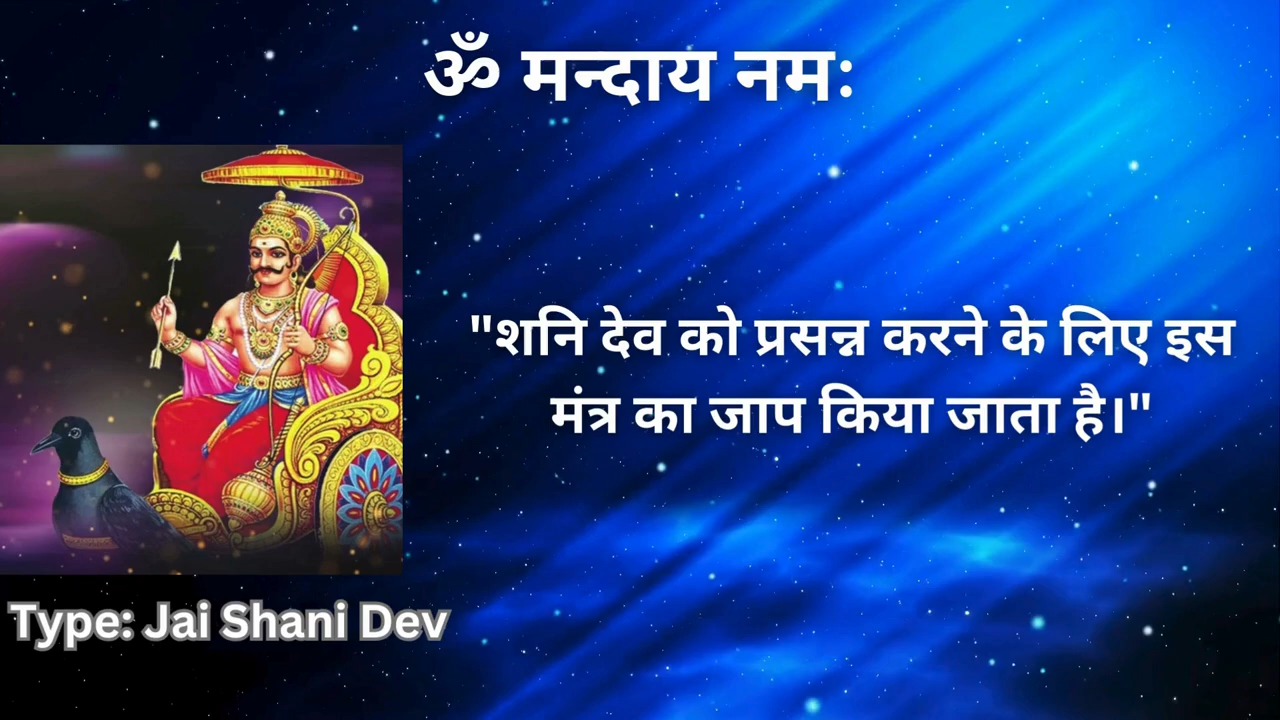 ॐ मन्दाय नमः
"शनि देव को प्रसन्न करने के लिए इस
मंत्र का जाप किया जाता है।"
Type: Jai Shani Dev